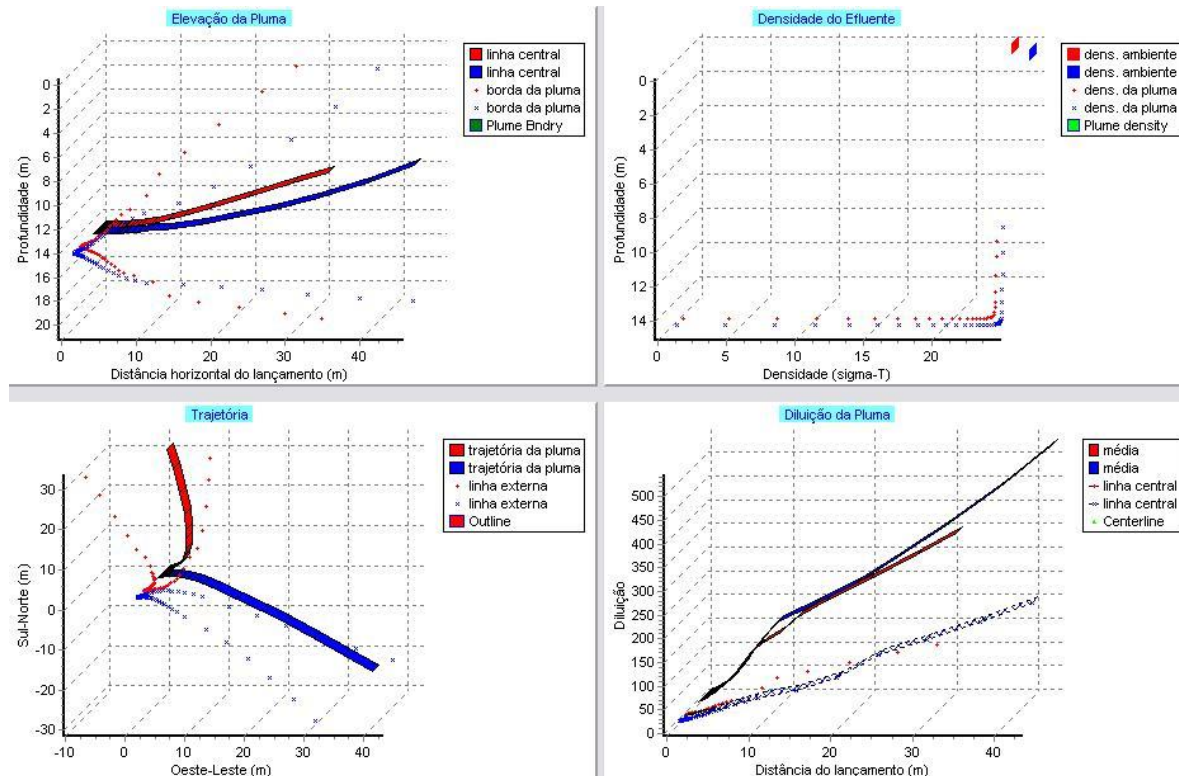 Elevação da Pluma
Profundidade (m)
0
2
4
6
8
10
12
14
16
18
20
0
10
20
30
40
Distância horizontal do lançamento (m)
linha central
linha central
borda da pluma
borda da pluma
Plume Bndry
Densidade do Efluente
Profundidade (m)
0
2
4
6
8
10
12
14
0
5
10
15
20
Densidade (sigma-T)
dens. ambiente
dens. ambiente
dens. da pluma
dens. da pluma
Plume density
Trajetória
Sul-Norte (m)
30
20
10
0
-10
-20
-30
-10
0
10
20
30
40
Oeste-Leste (m)
trajetória da pluma
trajetória da pluma
linha externa
linha externa
Outline
Diluição da Pluma
Diluição
500
450
400
350
300
250
200
150
100
50
0
0
10
20
30
40
Distância do lançamento (m)
média
média
linha central
linha central
Centerline